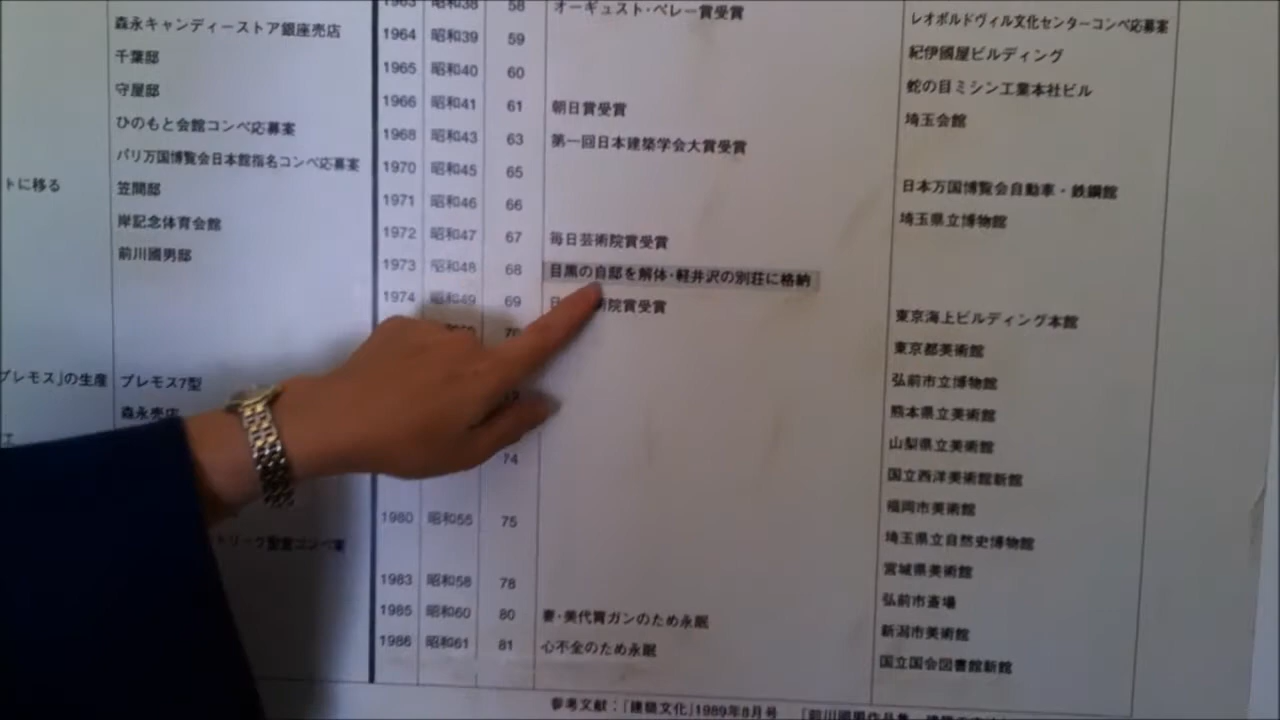 トに移る
プレモス」の生産
森永キャンディーストア銀座売店
千葉邸
守屋邸
ひのもと会館コンペ応募案
パリ万国博覧会日本館指名コンペ応募案
笠間邸
岸記念体育会館
前川國男邸
プレモス7型
森永売店
1963 昭和38 58 オーギュスト・ペレー賞受賞 レオポルドヴィル文化センターコンペ応募案
1964 昭和39 59 紀伊國屋ビルディング
1965 昭和40 60 蛇の目ミシン工業本社ビル
1966 昭和41 61 朝日賞受賞 埼玉会館
1968 昭和43 63 第一回日本建築学会大賞受賞
1970 昭和45 65 日本万国博覧会自動車・鉄鋼館
1971 昭和46 66 埼玉県立博物館
1972 昭和47 67 毎日芸術院賞受賞
1973 昭和48 68 目黒の自邸を解体・軽井沢の別荘に格納
1974 昭和49 69 院賞受賞 東京海上ビルディング本館
東京都美術館
弘前市立博物館
熊本県立美術館
山梨県立美術館
74 国立西洋美術館新館
福岡市美術館
1980 昭和55 75 埼玉県立自然史博物館
宮城県美術館
1983 昭和58 78 弘前市斎場
1985 昭和60 80 妻・美代胃ガンのため永眠 新潟市美術館
1986 昭和61 81 心不全のため永眠 国立国会図書館新館
参考文献：「建築文化」1989年8月号